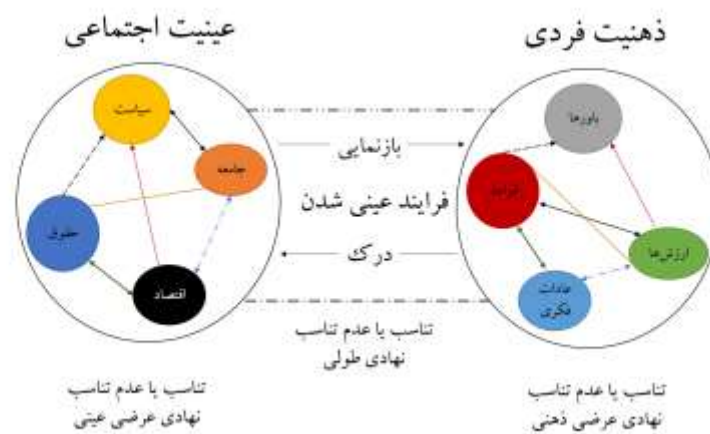 ذهنیت فردی
عینیت اجتماعی
باورها
ارزش‌ها
عادات
فکری
سیاست
جامعه
حقوق
اقتصاد
بازنمایی
فرایند عینی شدن
درک
تناسب یا عدم تناسب
نهادی طولی
تناسب یا عدم تناسب
نهادی عرضی ذهنی
تناسب یا عدم تناسب
نهادی عرضی عینی